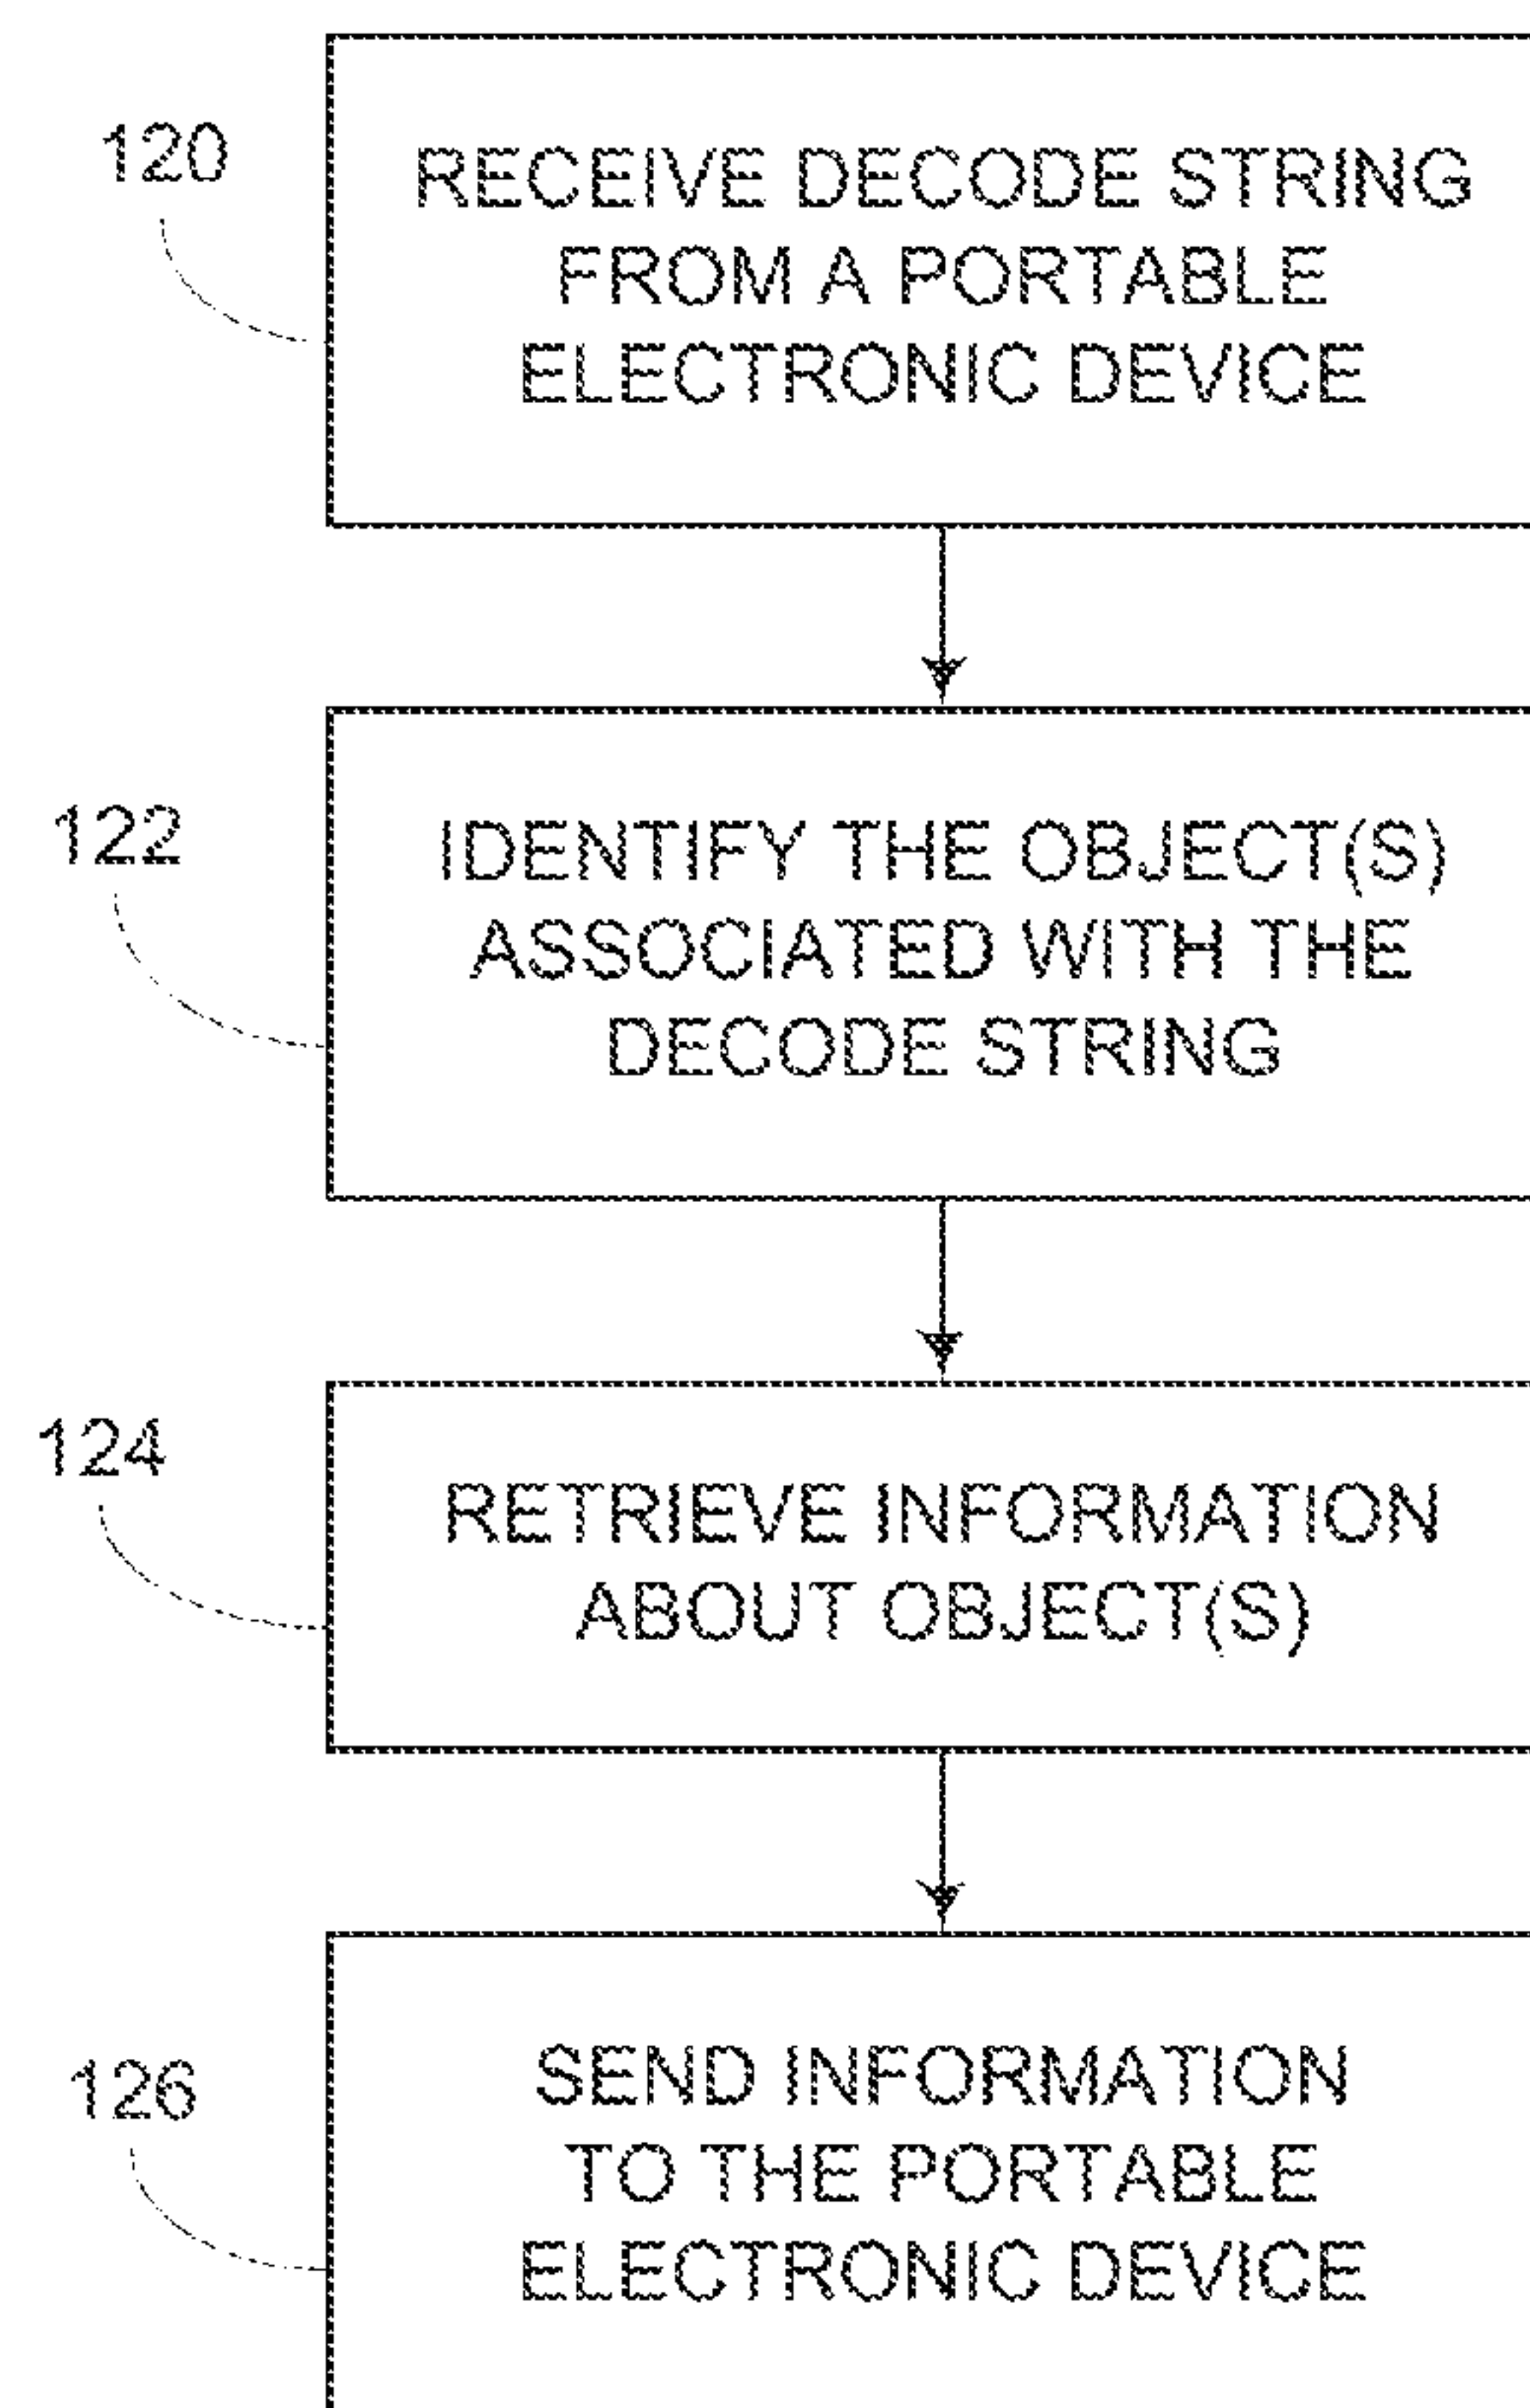 120
RECEIVE DECODE STRING
FROM A PORTABLE
ELECTRONIC DEVICE
122
IDENTIFY THE OBJECT(S)
ASSOCIATED WITH THE
DECODE STRING
124
RETRIEVE INFORMATION
ABOUT OBJECT(S)
126
SEND INFORMATION
TO THE PORTABLE
ELECTRONIC DEVICE